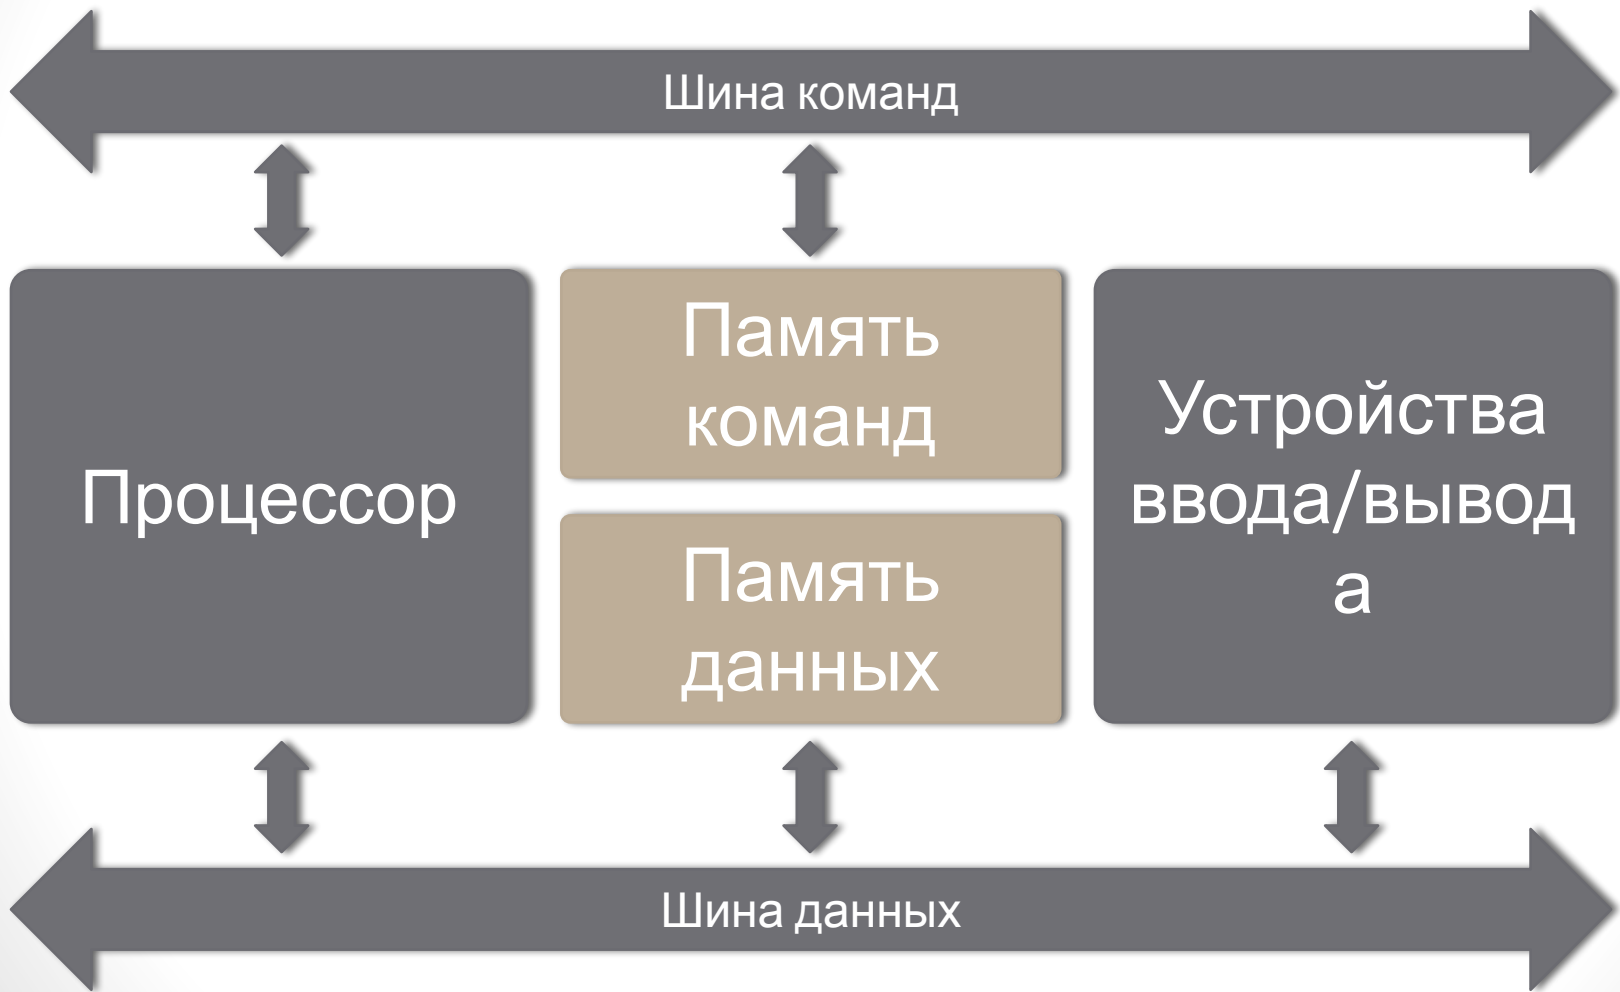 Шина команд
Процессор
Память
команд
Память
данных
Устройства
ввода/вывод
а
Шина данных